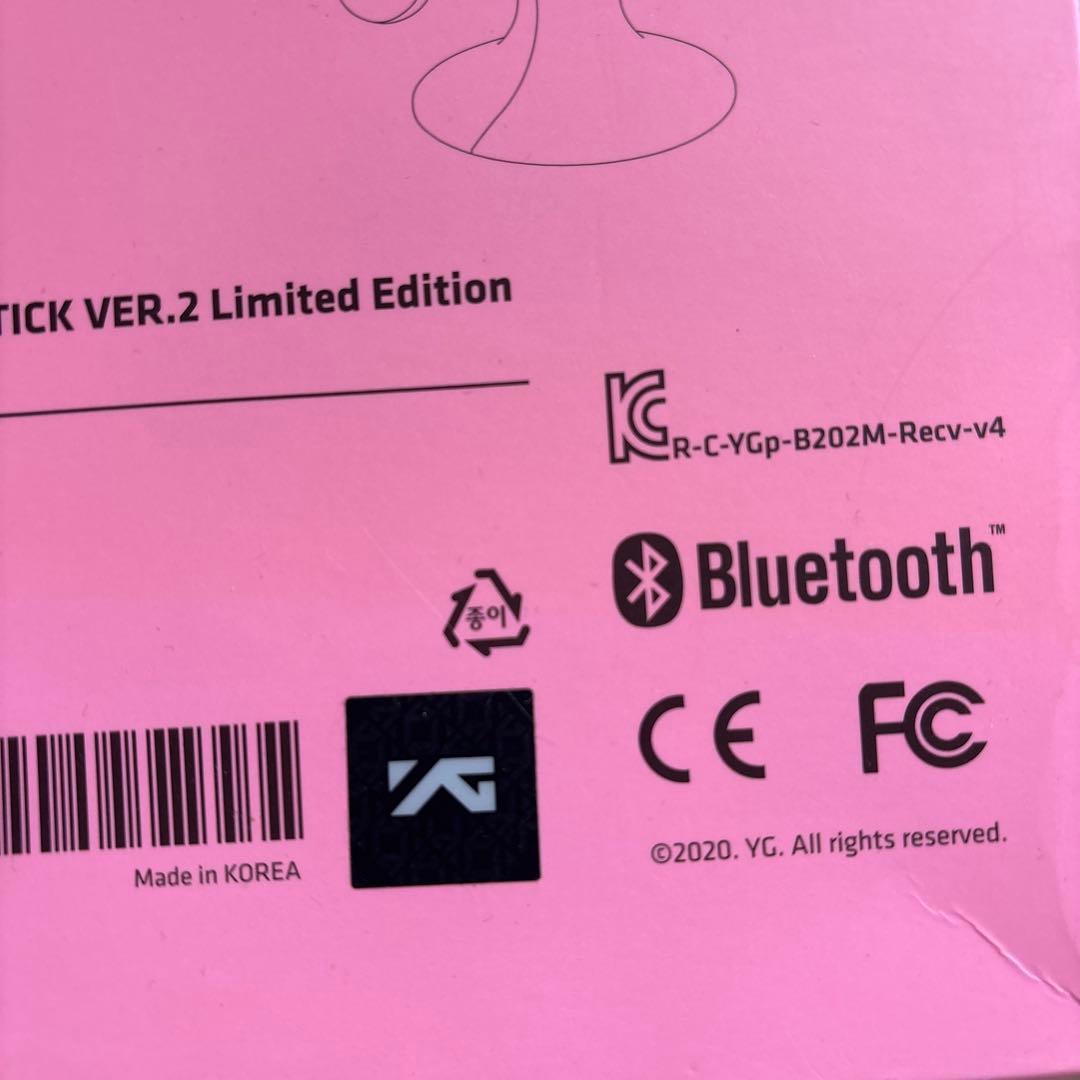 TICK VER.2 Limited Edition
R-C-YGp-B202M-Recv-v4
Bluetooth™
종이
CE FC
YG
Made in KOREA
©2020. YG. All rights reserved.